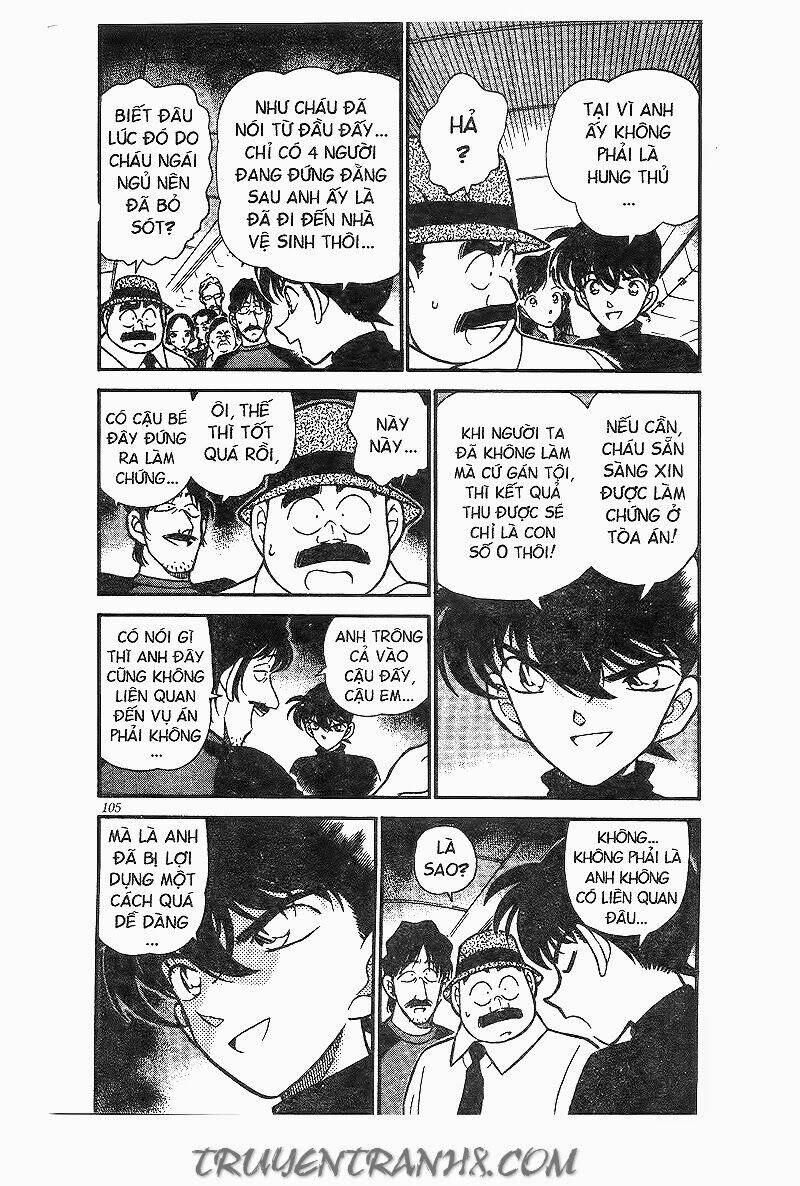 TẠI VÌ ANH
ẤY KHÔNG
PHẢI LÀ
HUNG THỦ
...
HẢ
?
NHƯ CHÁU ĐÃ
NÓI TỪ ĐẦU ĐẤY...
CHỈ CÓ 4 NGƯỜI
ĐANG ĐỨNG ĐẰNG
SAU ANH ẤY LÀ
ĐÃ ĐI ĐẾN NHÀ
VỆ SINH THÔI...
BIẾT ĐÂU
LÚC ĐÓ DO
CHÁU NGÁI
NGỦ NÊN
ĐÃ BỎ
SÓT?
NẾU CẦN,
CHÁU SẴN
SÀNG XIN
ĐƯỢC LÀM
CHỨNG Ở
TÒA ÁN!
KHI NGƯỜI TA
ĐÃ KHÔNG LÀM
MÀ CỨ GÁN TỘI,
THÌ KẾT QUẢ
THU ĐƯỢC SẼ
CHỈ LÀ CON
SỐ 0 THÔI!
NÀY
NÀY...
ÔI, THẾ
THÌ TỐT
QUÁ RỒI,
CÓ CẬU BÉ
ĐÂY ĐỨNG
RA LÀM
CHỨNG...
ANH TRÔNG
CẢ VÀO
CẬU ĐẤY,
CẬU EM...
CÓ NÓI GÌ
THÌ ANH ĐÂY
CŨNG KHÔNG
LIÊN QUAN
ĐẾN VỤ ÁN
PHẢI KHÔNG
...
105
KHÔNG...
KHÔNG PHẢI LÀ
ANH KHÔNG
CÓ LIÊN QUAN
ĐÂU...
LÀ
SAO?
MÀ LÀ ANH
ĐÃ BỊ LỢI
DỤNG MỘT
CÁCH QUÁ
DỄ DÀNG
...
TRUYENTRANH8.COM